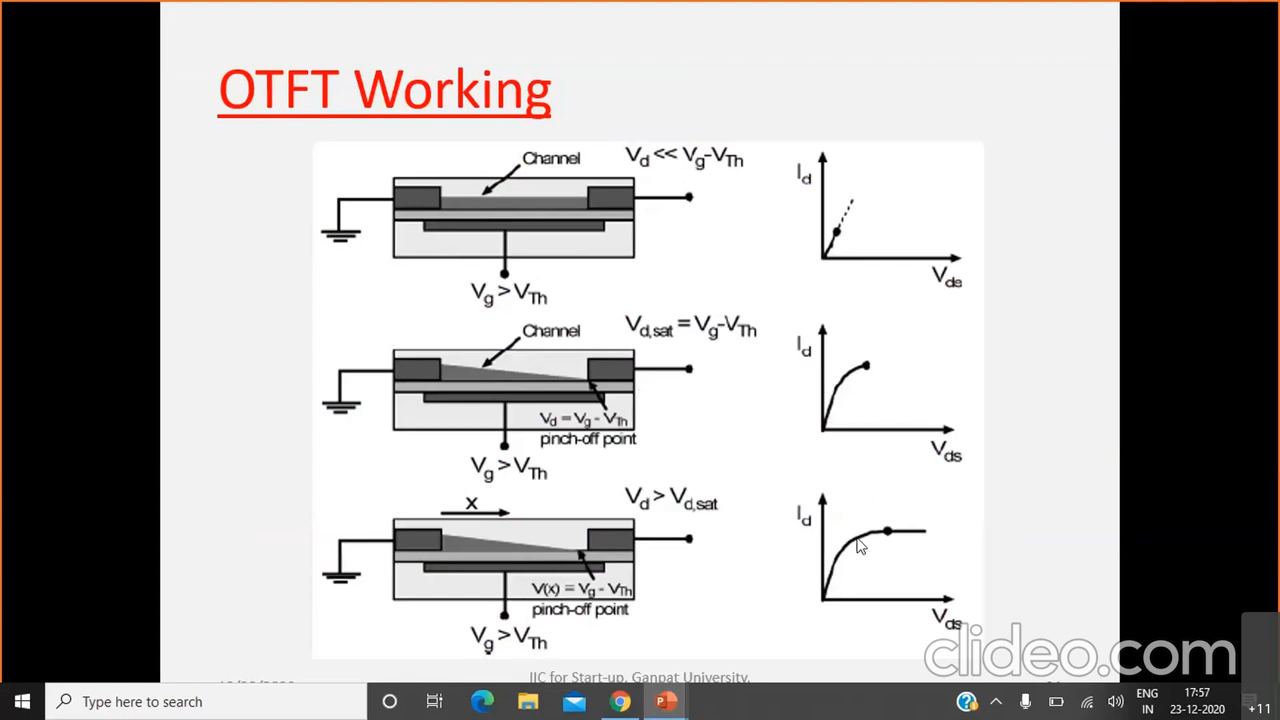 OTFT Working
Channel
Vd << Vg-VTh
Id
Vds
Vg > VTh
Channel
Vd,sat = Vg-VTh
Id
Vd = Vg - VTh
pinch-off point
Vds
Vg > VTh
x
Vd > Vd,sat
Id
V(x) = Vg - VTh
pinch-off point
Vds
Vg > VTh
clideo.com
IIC for Start-up, Ganpat University.
Type here to search
ENG
IN
17:57
23-12-2020
+11